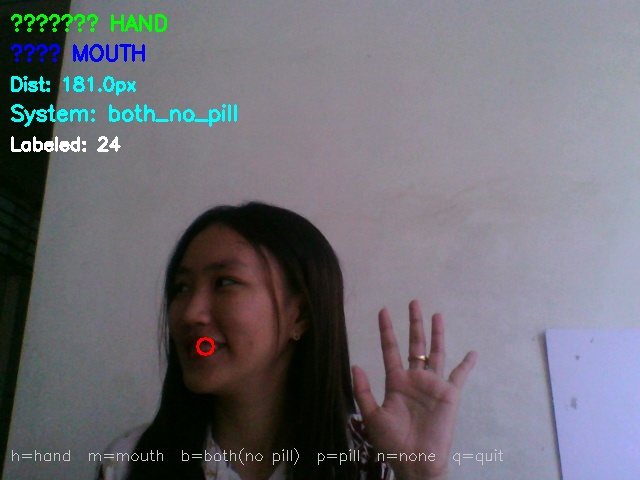 ??????? HAND
???? MOUTH
Dist: 181.0px
System: both_no_pill
Labeled: 24
h=hand m=mouth b=both(no pill) p=pill n=none q=quit